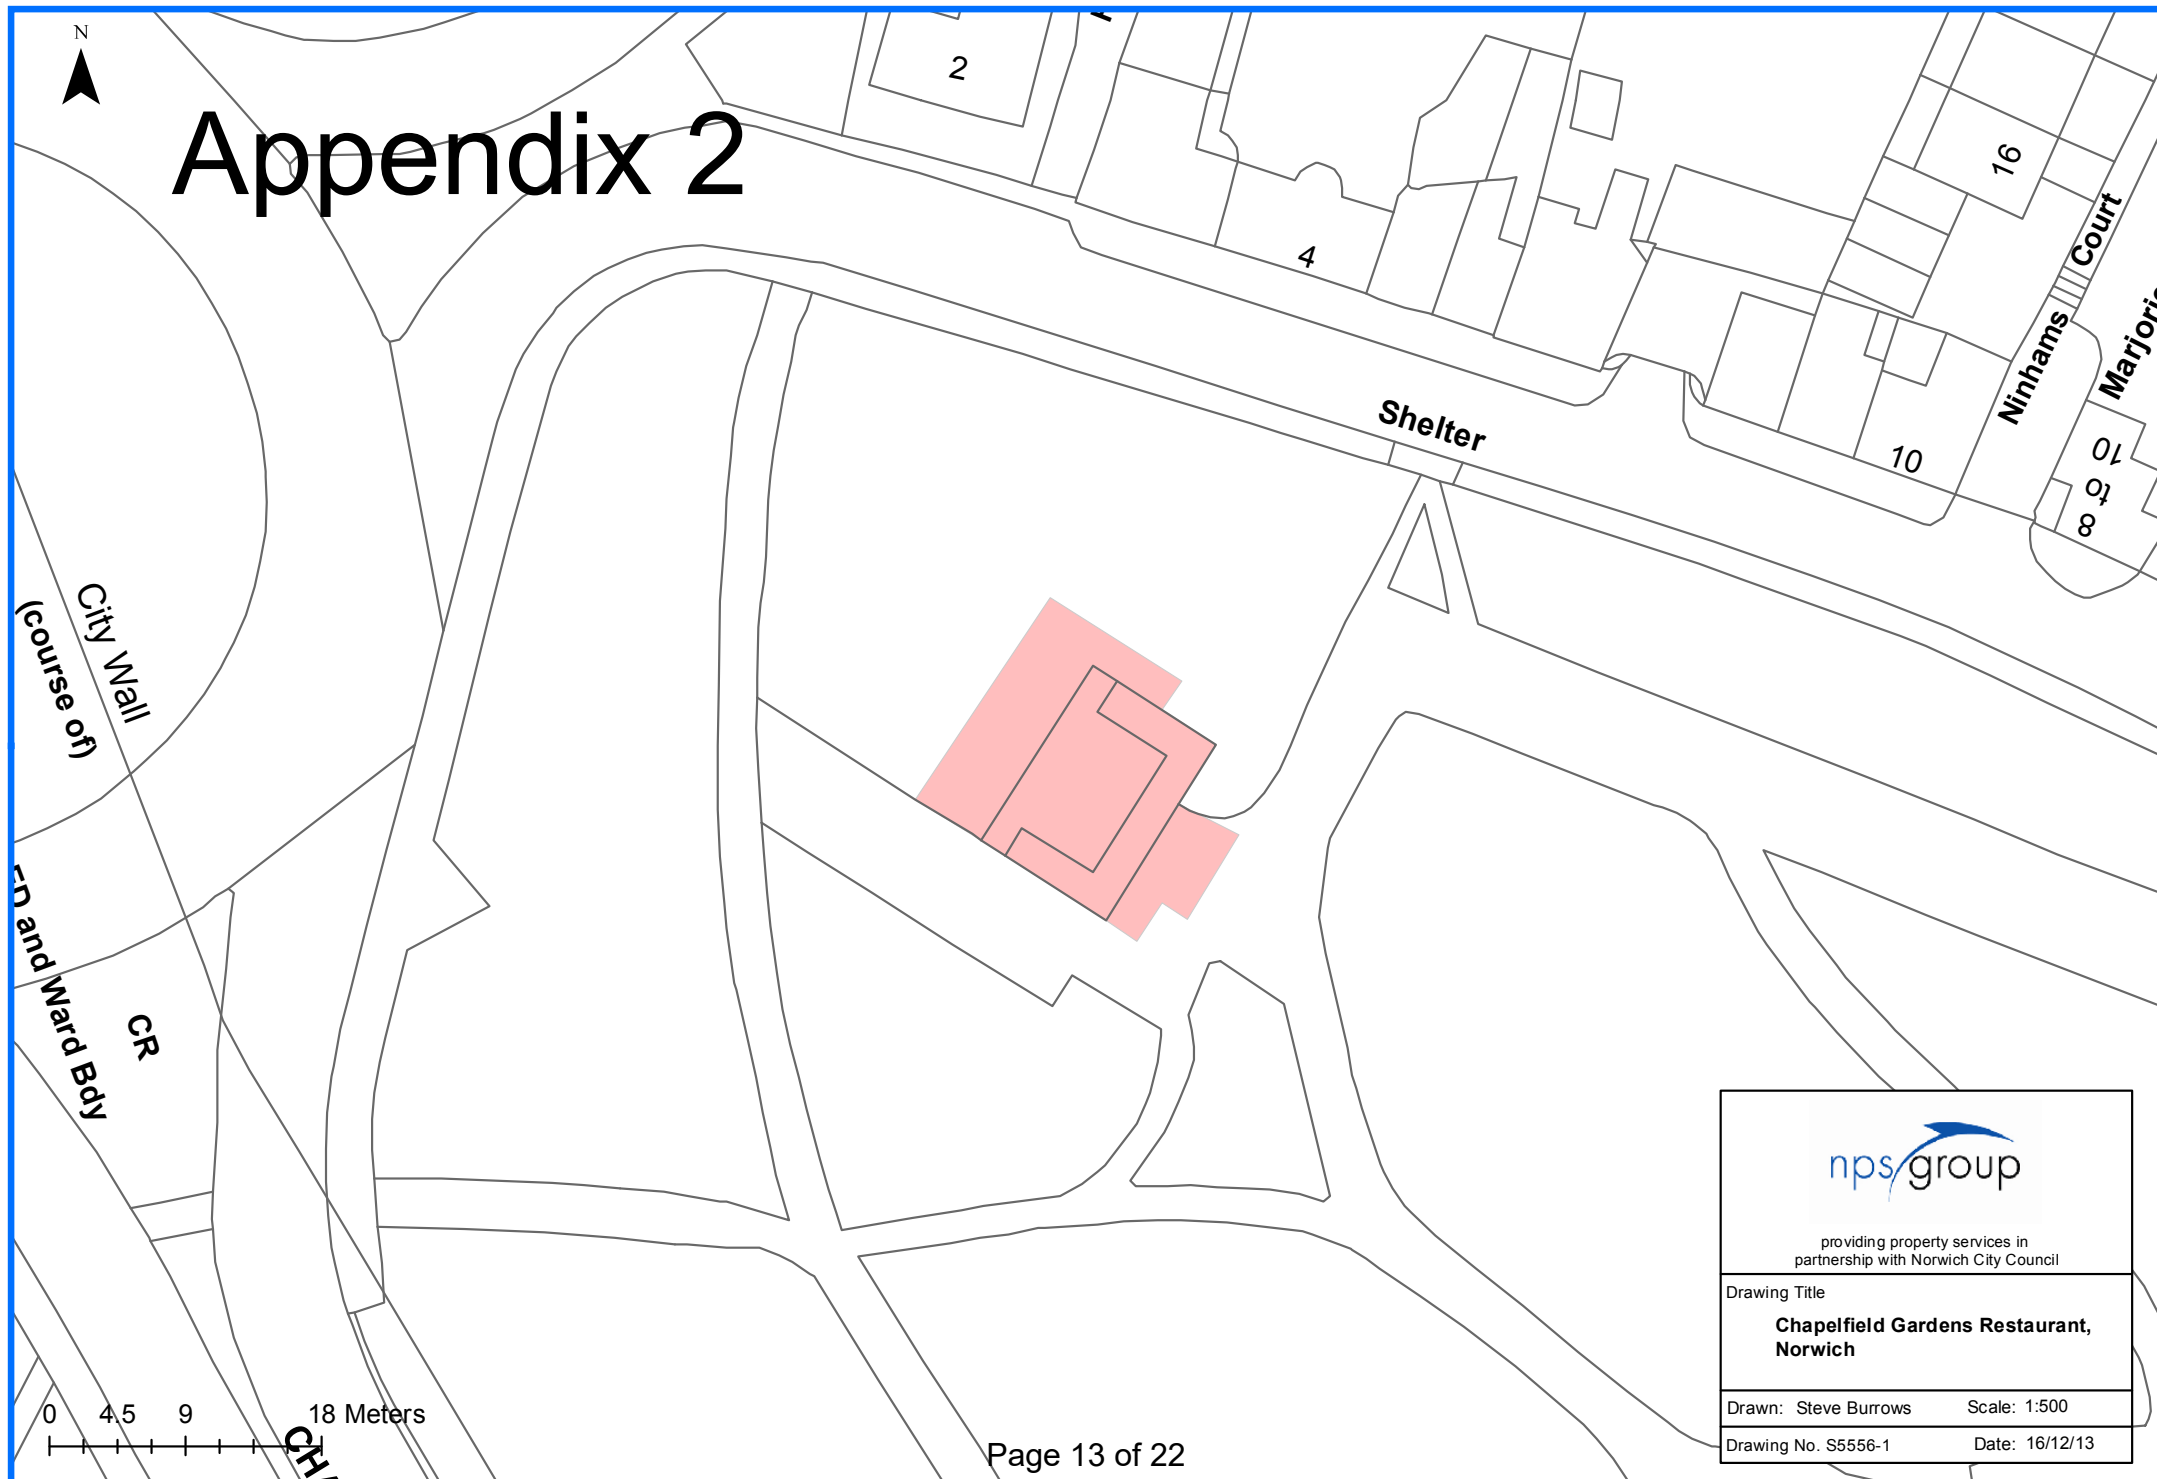 N
Appendix 2
2
4
16
Ninhams Court
Shelter
10
8 to 10
City Wall
(course of)
and Ward Bdy
CR
nps group
providing property services in
partnership with Norwich City Council
Drawing Title
Chapelfield Gardens Restaurant,
Norwich
Drawn: Steve Burrows Scale: 1:500
Drawing No. S5556-1 Date: 16/12/13
0 4.5 9 18 Meters
Page 13 of 22